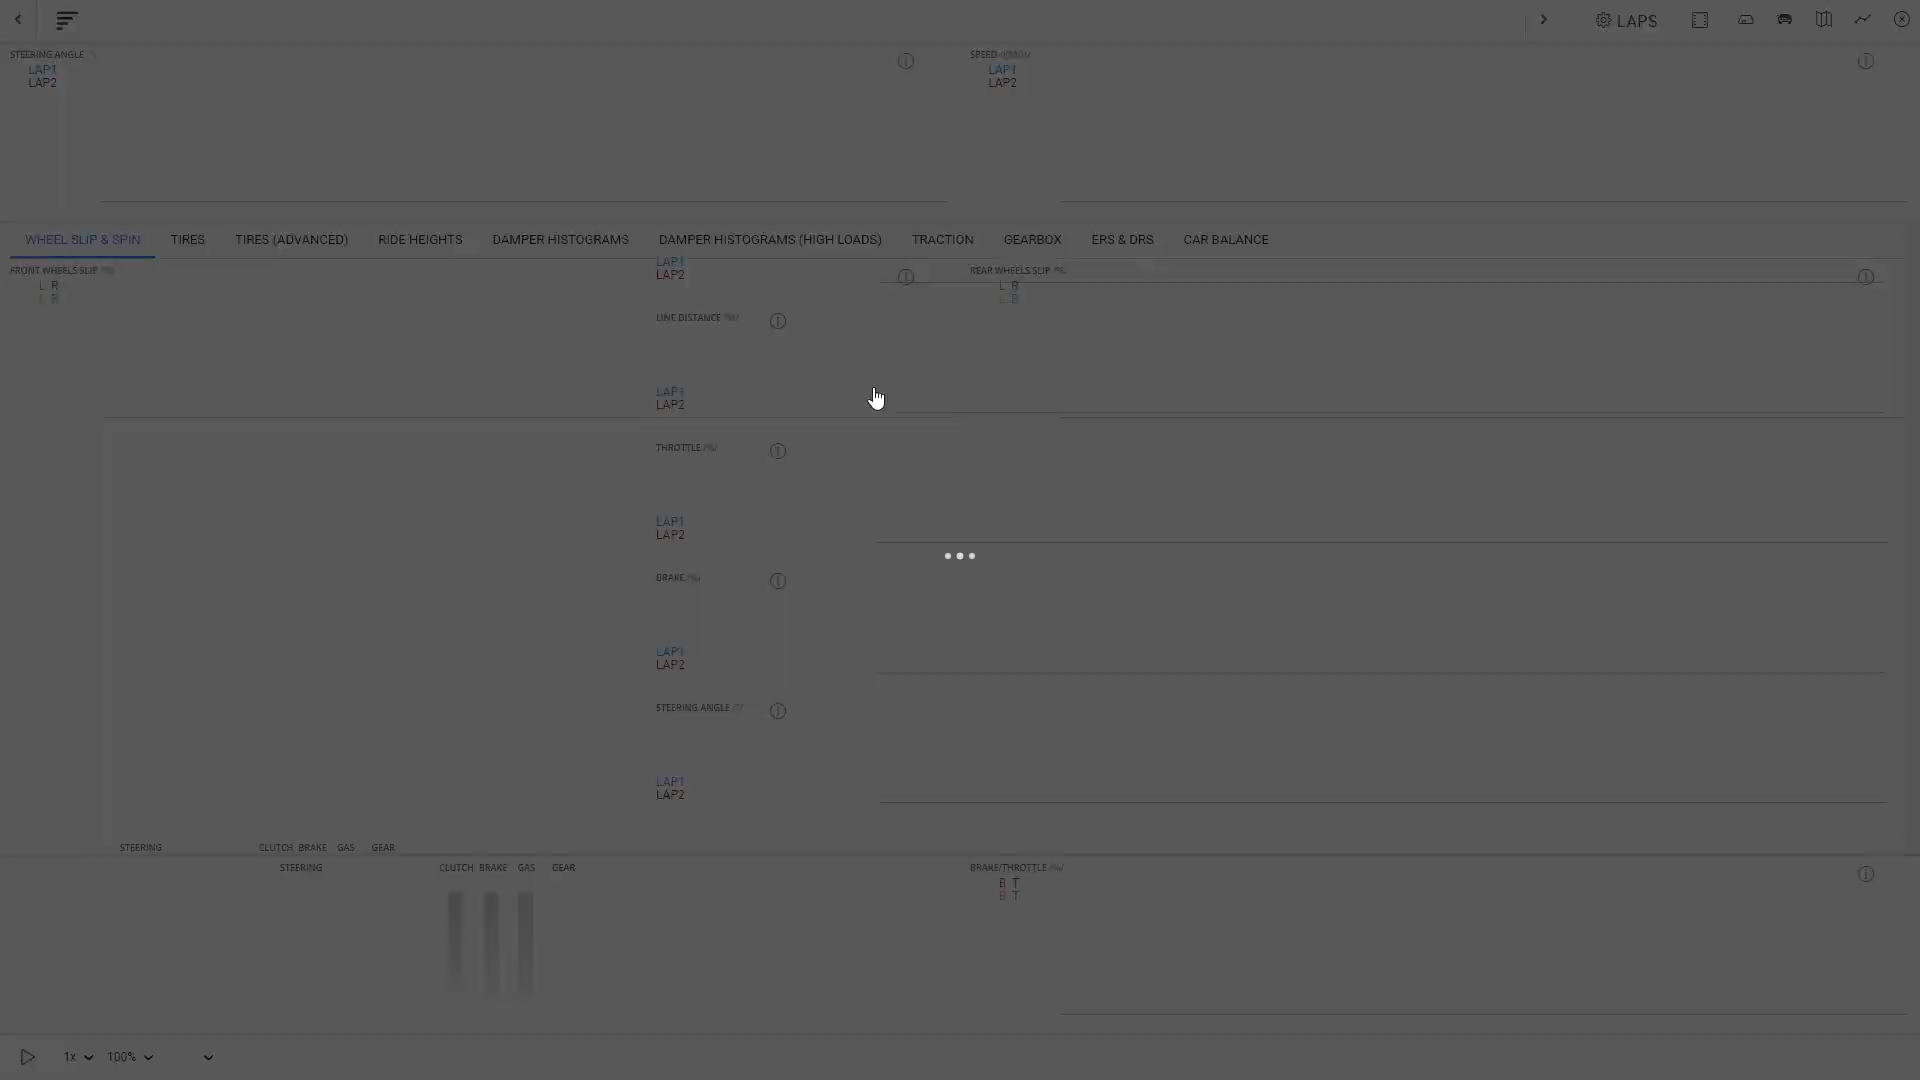 LAPS
STEERING ANGLE
LAP1
LAP2
SPEED
LAP1
LAP2
WHEEL SLIP & SPIN TIRES TIRES (ADVANCED) RIDE HEIGHTS DAMPER HISTOGRAMS DAMPER HISTOGRAMS (HIGH LOADS) TRACTION GEARBOX ERS & DRS CAR BALANCE
FRONT WHEELS SLIP /%/
L R
L R
LAP1
LAP2
REAR WHEELS SLIP /%/
L R
L R
LINE DISTANCE /M/
LAP1
LAP2
THROTTLE /%/
LAP1
LAP2
BRAKE /%/
LAP1
LAP2
STEERING ANGLE /°/
LAP1
LAP2
STEERING CLUTCH BRAKE GAS GEAR
STEERING CLUTCH BRAKE GAS GEAR
BRAKE/THROTTLE /%/
B T
B T
1x 100%